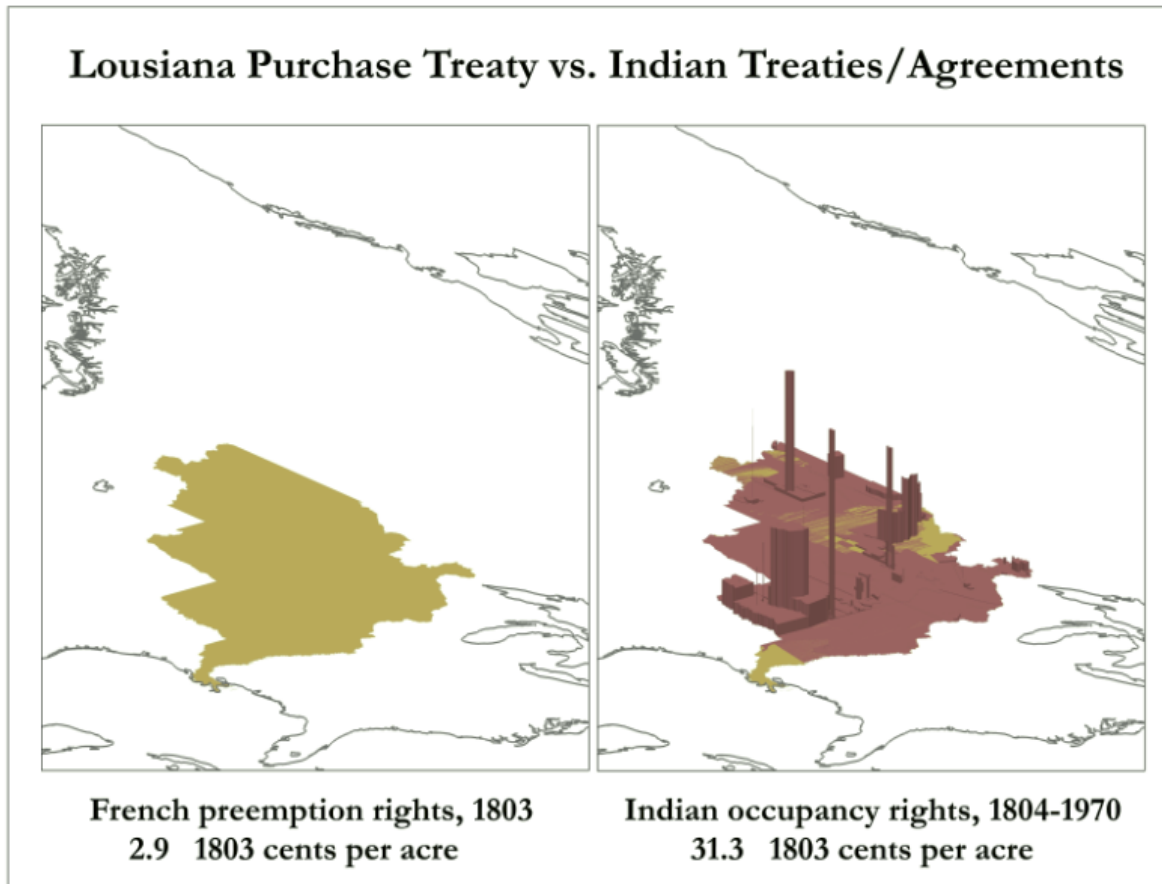 Lousiana Purchase Treaty vs. Indian Treaties/Agreements
French preemption rights, 1803
2.9 1803 cents per acre
Indian occupancy rights, 1804-1970
31.3 1803 cents per acre